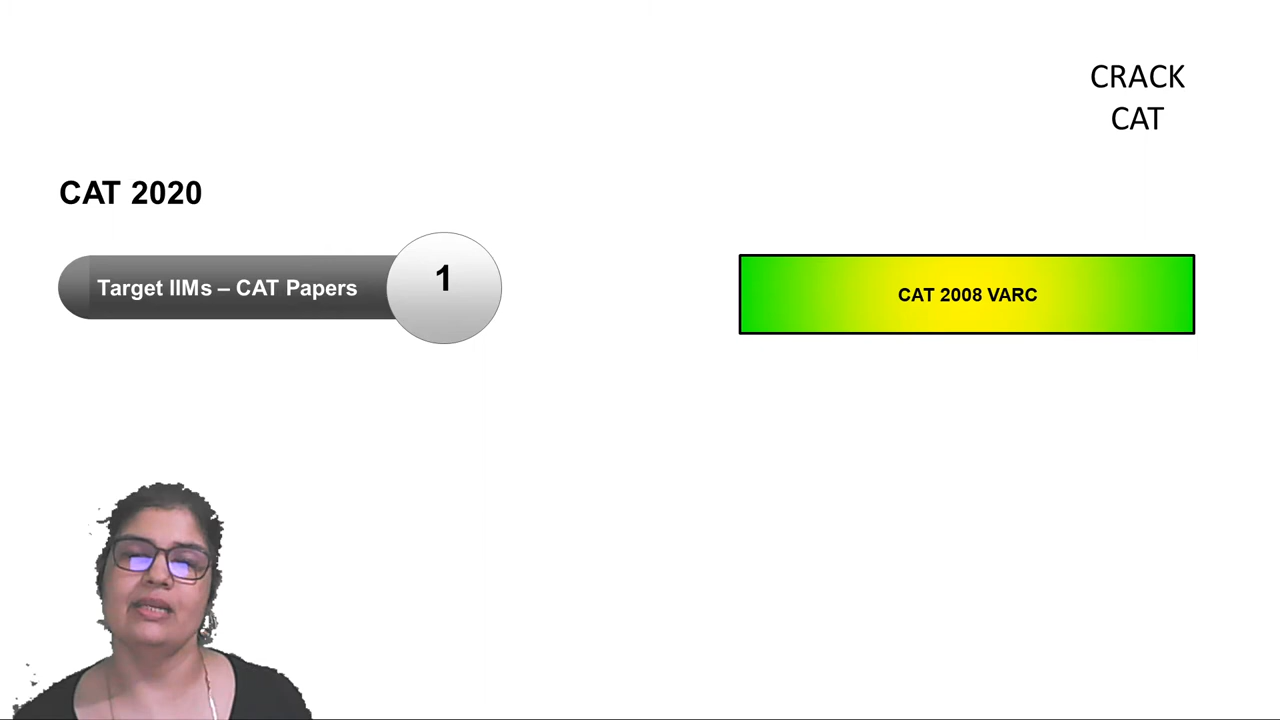 CRACK
CAT
CAT 2020
Target IIMs – CAT Papers
1
CAT 2008 VARC